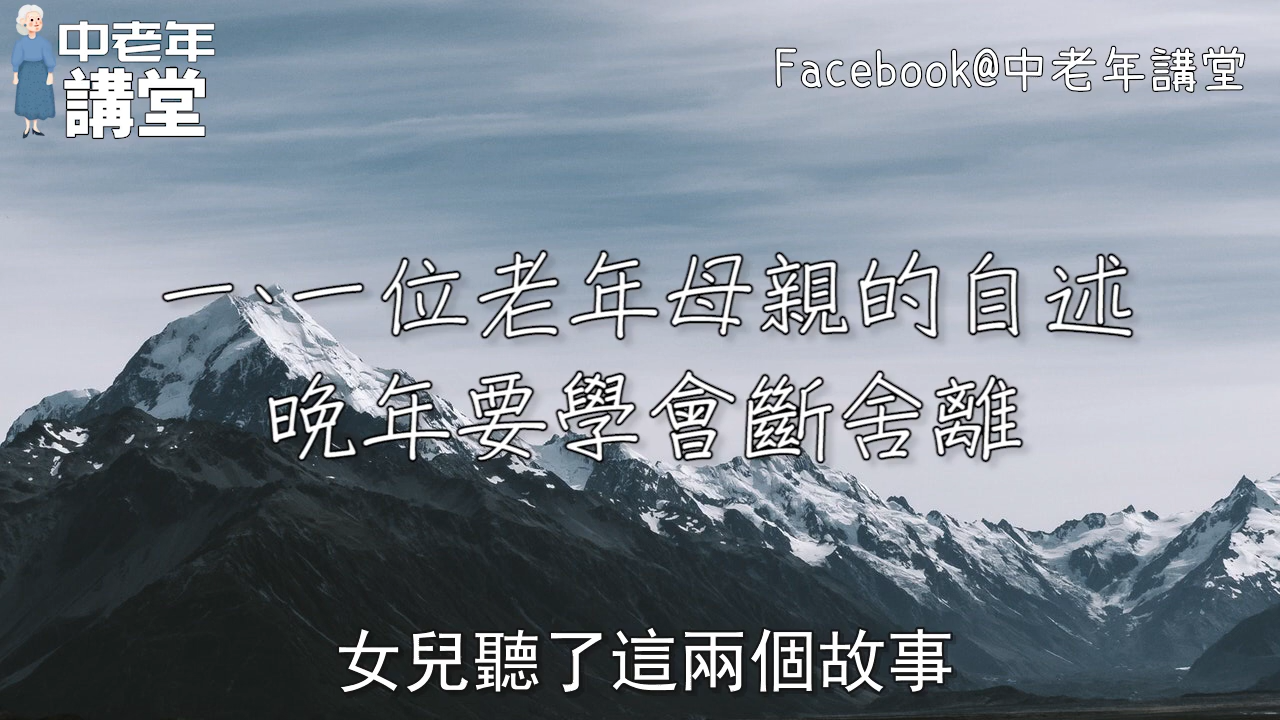 中老年
講堂
Facebook@中老年講堂
一、一位老年母親的自述
晚年要學會斷舍離
女兒聽了這兩個故事